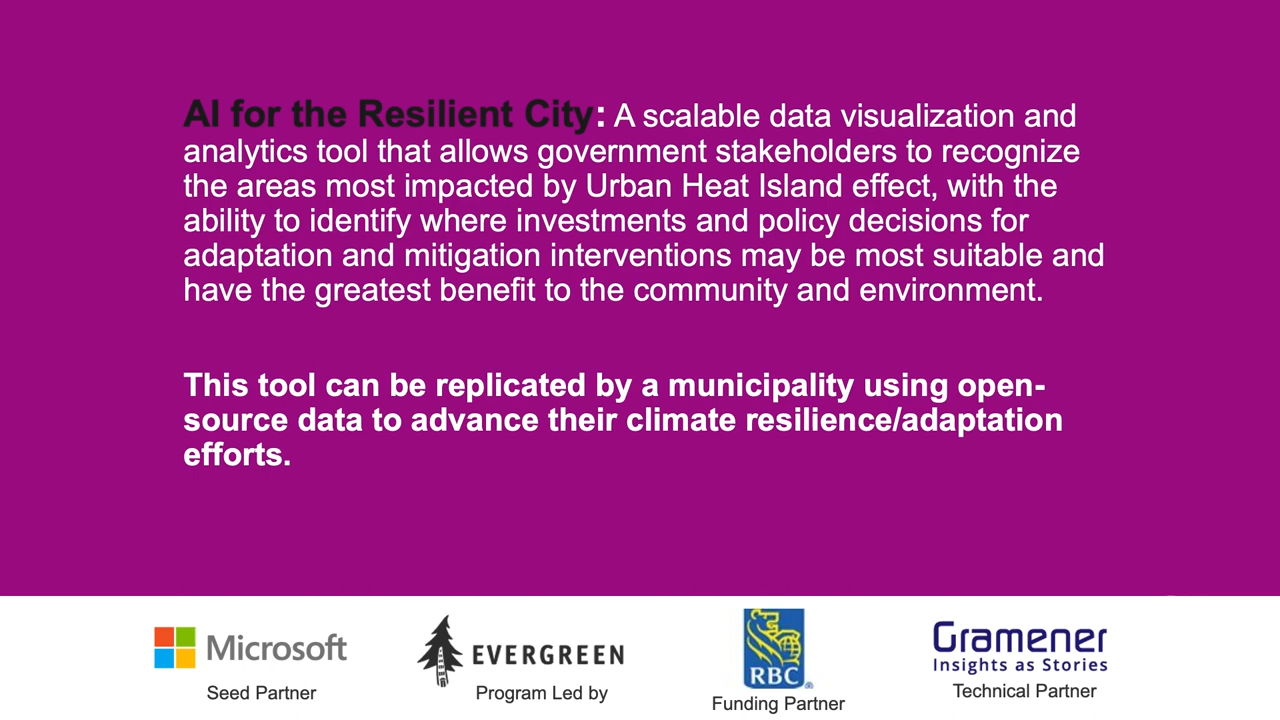 AI for the Resilient City: A scalable data visualization and
analytics tool that allows government stakeholders to recognize
the areas most impacted by Urban Heat Island effect, with the
ability to identify where investments and policy decisions for
adaptation and mitigation interventions may be most suitable and
have the greatest benefit to the community and environment.
This tool can be replicated by a municipality using open-
source data to advance their climate resilience/adaptation
efforts.
Microsoft
Seed Partner
EVERGREEN
Program Led by
RBC
Funding Partner
Gramener
Insights as Stories
Technical Partner